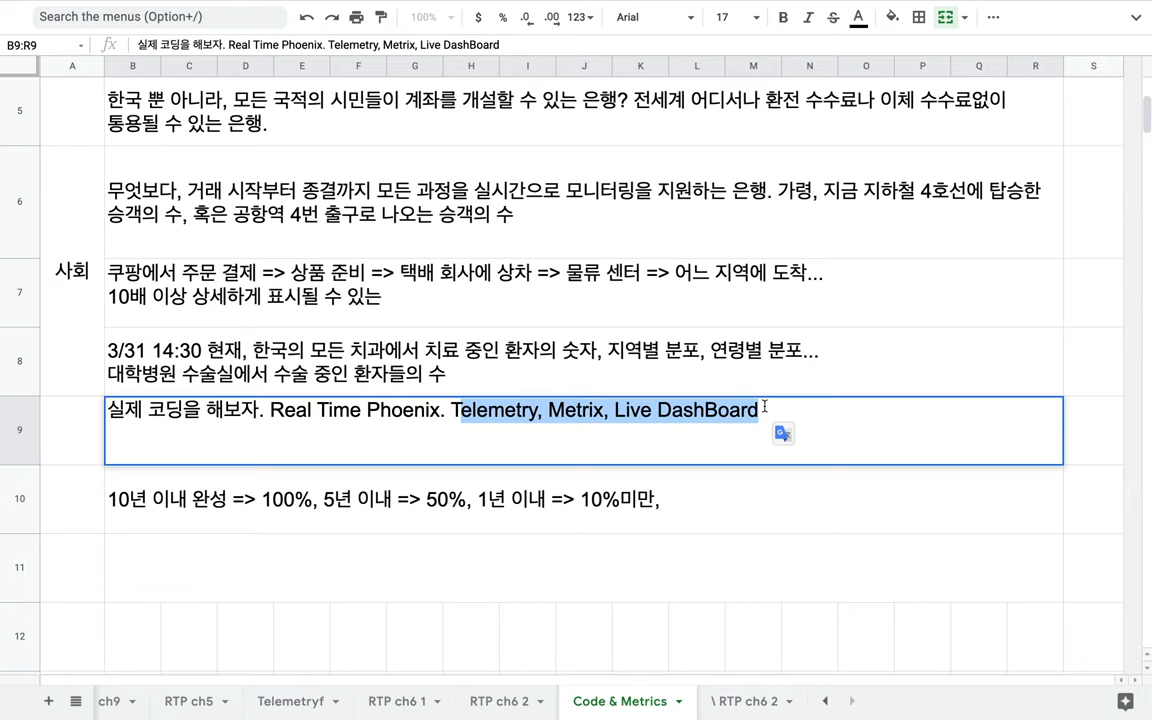 Search the menus (Option+/)
100%
$ % .0 .00 123
Arial
17
B I S A
B9:R9
fx 실제 코딩을 해보자. Real Time Phoenix. Telemetry, Metrix, Live DashBoard
A B C D E F G H I J K L M N O P Q R S
5
한국 뿐 아니라, 모든 국적의 시민들이 계좌를 개설할 수 있는 은행? 전세계 어디서나 환전 수수료나 이체 수수료없이
통용될 수 있는 은행.
6
무엇보다, 거래 시작부터 종결까지 모든 과정을 실시간으로 모니터링을 지원하는 은행. 가령, 지금 지하철 4호선에 탑승한
승객의 수, 혹은 공항역 4번 출구로 나오는 승객의 수
사회
7
쿠팡에서 주문 결제 => 상품 준비 => 택배 회사에 상차 => 물류 센터 => 어느 지역에 도착...
10배 이상 상세하게 표시될 수 있는
8
3/31 14:30 현재, 한국의 모든 치과에서 치료 중인 환자의 숫자, 지역별 분포, 연령별 분포...
대학병원 수술실에서 수술 중인 환자들의 수
9
실제 코딩을 해보자. Real Time Phoenix. Telemetry, Metrix, Live DashBoard
10
10년 이내 완성 => 100%, 5년 이내 => 50%, 1년 이내 => 10%미만,
11
12
ch9 RTP ch5 Telemetryf RTP ch6 1 RTP ch6 2 Code & Metrics \ RTP ch6 2